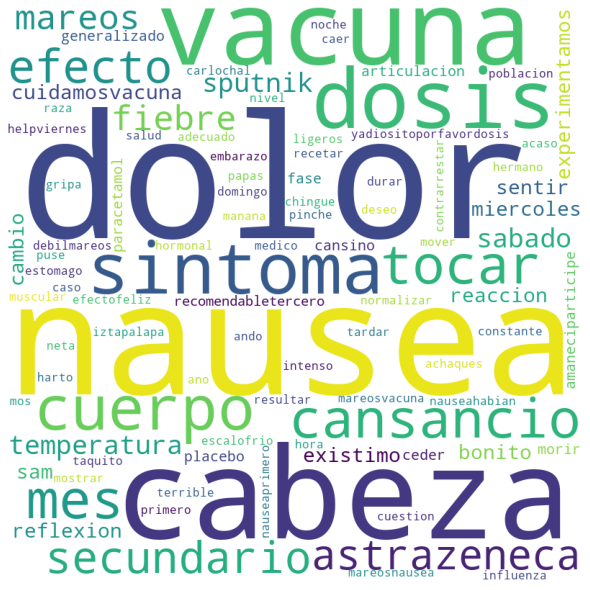 mareos vacuna noche caer
generalizado
efecto carlochal sputnik articulacion poblacion experimentamos
cuidamosvacuna nivel dosis
raza fiebre
helpviernes salud adecuado ligeros yadiositoporfavordosis acaso
dolor
embarazo recetar contrarrestar hermano
gripa paracetamol papas fase durar sentir
domingo chingue deseo miercoles
cambio debilmareos hormonal manana pinche medico cansino mover sabado
puse
estomago sintoma tocar
muscular caso efectofeliz recomendabletercero normalizar reaccion amaneciparticipe
iztapalapa
neta nausea ando tardar constante
harto ano intenso achaques
mos cuerpo resultar mareosvacuna nauseahabian
cansancio
temperatura escalofrio hora existimo ceder bonito morir
sam taquito placebo
mostrar nauseaprimero
mes terrible cabeza
reflexion primero cuestion
secundario astrazeneca
mareosnausea influenza